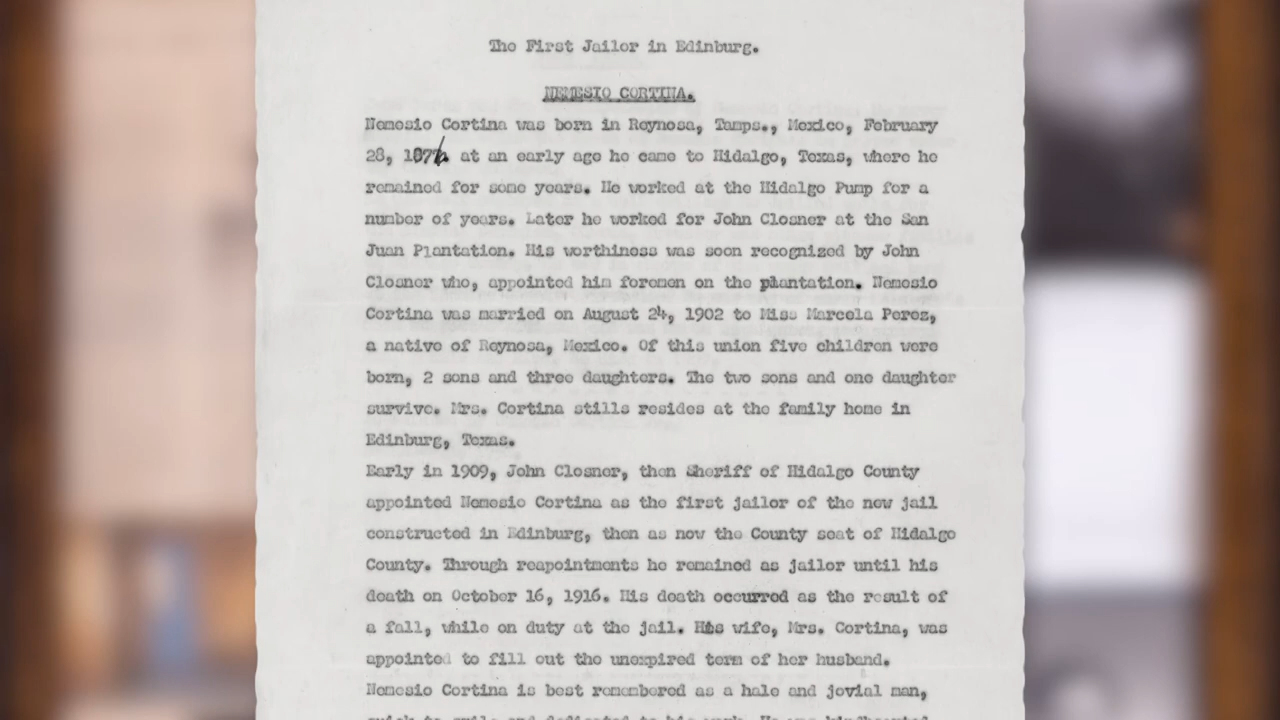 The First Jailor in Edinburg.
NEMESIO CORTINA.
Nemesio Cortina was born in Reynosa, Tamps., Mexico, February
28, at an early age he came to Hidalgo, Texas, where he
remained for some years. He worked at the Hidalgo Pump for a
number of years. Later he worked for John Closner at the San
Juan Plantation. His worthiness was soon recognized by John
Closner who, appointed him foremen on the plantation. Nemesio
Cortina was married on August 24, 1902 to Miss Marcela Perez,
a native of Reynosa, Mexico. Of this union five children were
born, 2 sons and three daughters. The two sons and one daughter
survive. Mrs. Cortina stills resides at the family home in
Edinburg, Texas.
Early in 1909, John Closner, then Sheriff of Hidalgo County
appointed Nemesio Cortina as the first jailor of the new jail
constructed in Edinburg, then as now the County seat of Hidalgo
County. Through reapointments he remained as jailor until his
death on October 16, 1916. His death occurred as the result of
a fall, while on duty at the jail. His wife, Mrs. Cortina, was
appointed to fill out the unexpired term of her husband.
Nemesio Cortina is best remembered as a hale and jovial man,